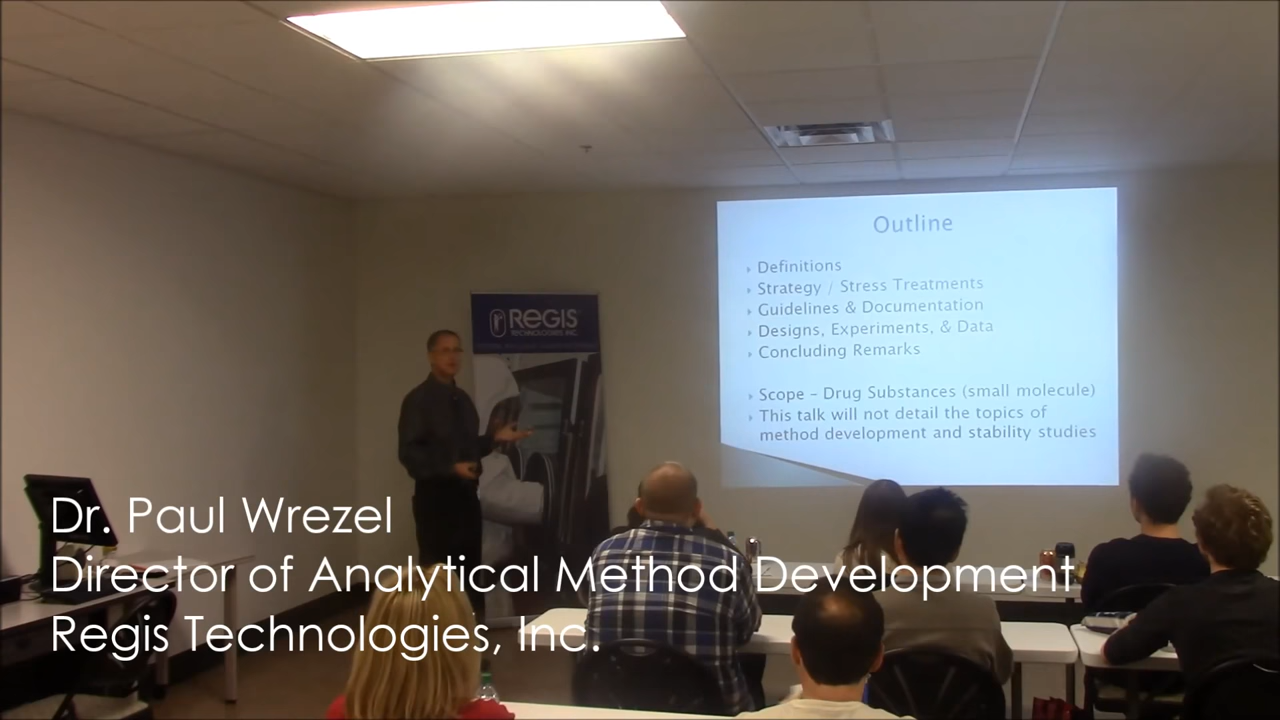 Outline
Definitions
Strategy / Stress Treatments
Guidelines & Documentation
Designs, Experiments, & Data
Concluding Remarks
Scope – Drug Substances (small molecule)
This talk will not detail the topics of
method development and stability studies
REGIS
TECHNOLOGIES, INC.
Dr. Paul Wrezel
Director of Analytical Method Development
Regis Technologies, Inc.